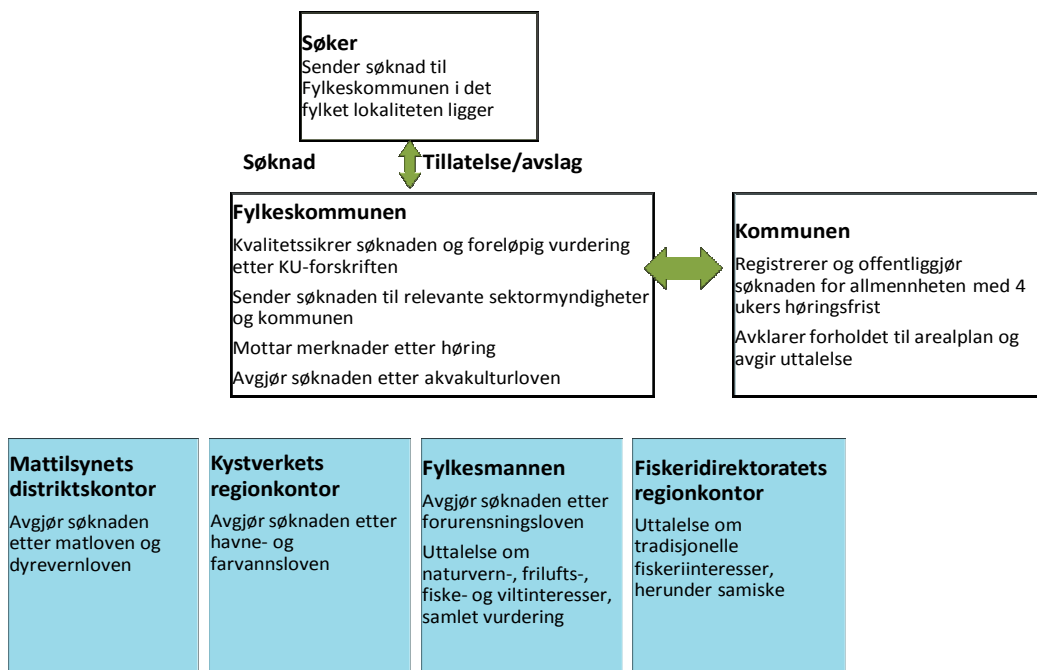 Søker
Sender søknad til
Fylkeskommunen i det
fylket lokaliteten ligger
Søknad
Tillatelse/avslag
Fylkeskommunen
Kvalitetssikrer søknaden og foreløpig vurdering
etter KU-forskriften
Sender søknaden til relevante sektormyndigheter
og kommunen
Mottar merknader etter høring
Avgjør søknaden etter akvakulturloven
Kommunen
Registrerer og offentliggjør
søknaden for allmennheten med 4
ukers høringsfrist
Avklarer forholdet til arealplan og
avgir uttalelse
Mattilsynets
distriktskontor
Avgjør søknaden
etter matloven og
dyrevernloven
Kystverkets
regionkontor
Avgjør søknaden etter
havne- og
farvannsloven
Fylkesmannen
Avgjør søknaden etter
forurensningsloven
Uttalelse om
naturvern-, frilufts-,
fiske- og viltinteresser,
samlet vurdering
Fiskeridirektoratets
regionkontor
Uttalelse om
tradisjonelle
fiskeriinteresser,
herunder samiske